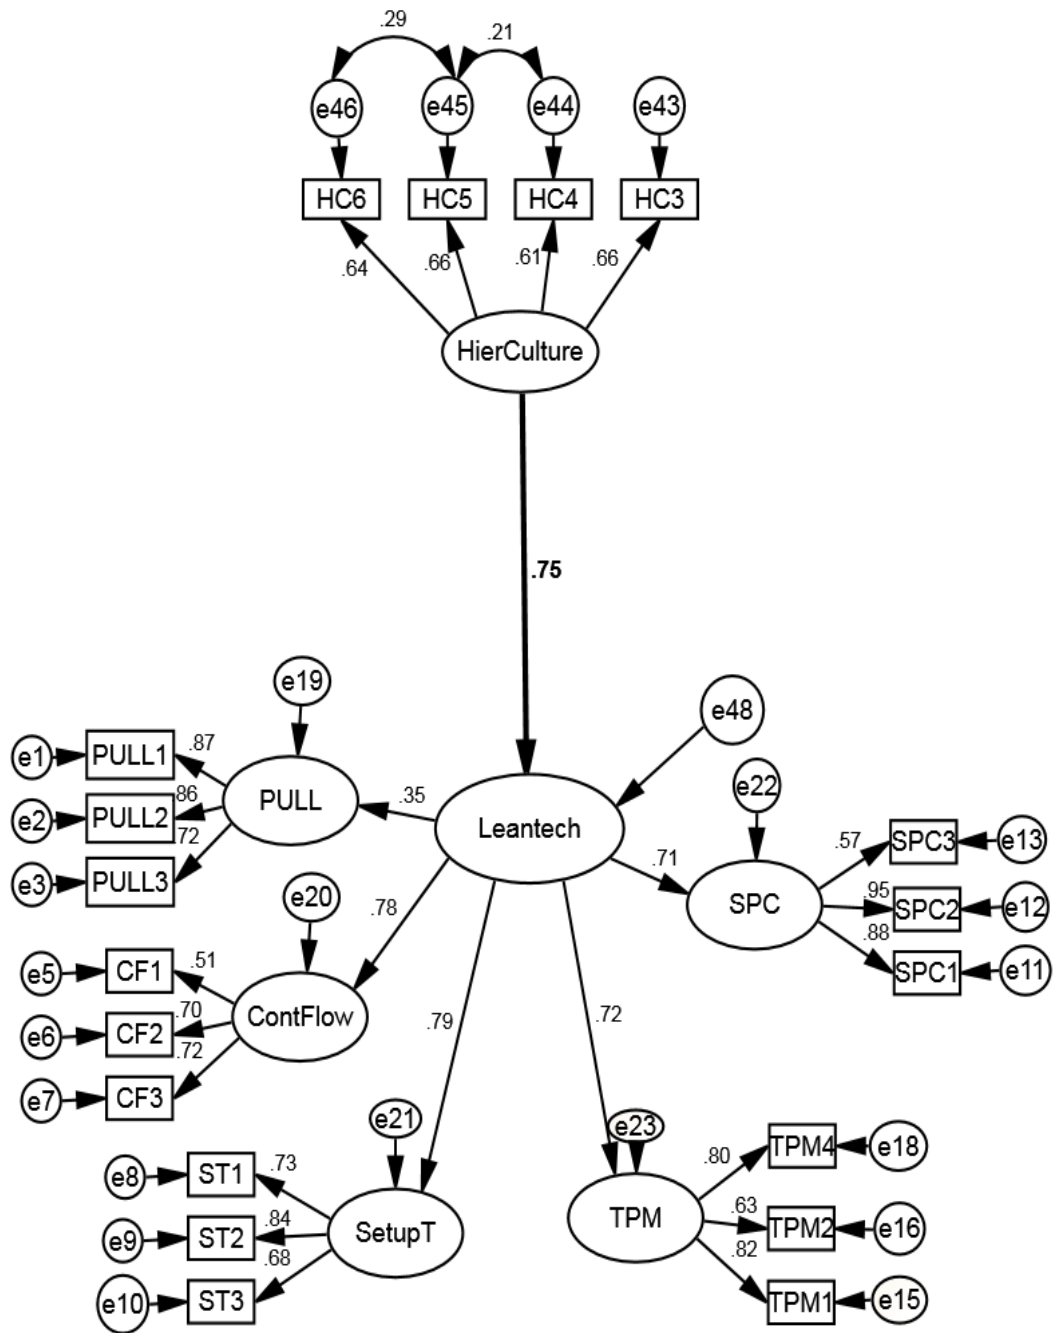 .29
.21
e46
e45
e44
e43
HC6
HC5
HC4
HC3
.64
.66
.61
.66
HierCulture
.75
e19
e48
e1
PULL1
.87
e2
PULL2
86
e3
PULL3
72
PULL
.35
Leantech
e22
.71
SPC
.57
SPC3
e13
.95
SPC2
e12
.88
SPC1
e11
e20
.78
e5
CF1
.51
e6
CF2
.70
e7
CF3
.72
ContFlow
.79
.72
e21
e23
e8
ST1
.73
e9
ST2
.84
e10
ST3
.68
SetupT
TPM
.80
TPM4
e18
.63
TPM2
e16
.82
TPM1
e15